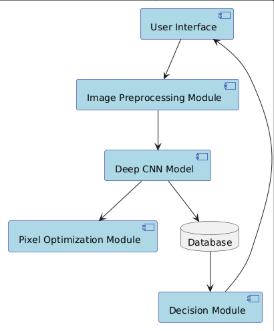 User Interface
Image Preprocessing Module
Deep CNN Model
Pixel Optimization Module
Database
Decision Module